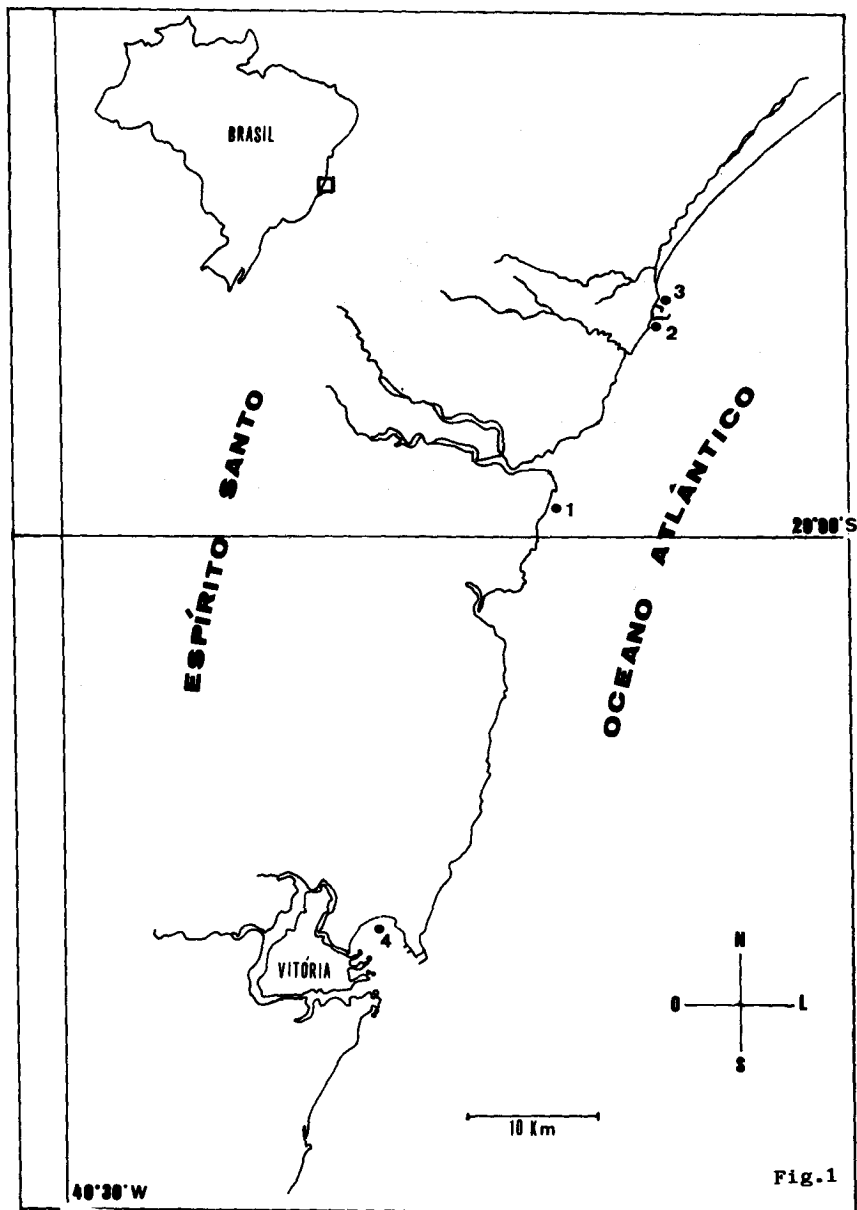 BRASIL
3
2
ESPÍRITO SANTO
OCEANO ATLÂNTICO
1
20°00'S
4
VITÓRIA
N
O L
S
10 Km
40°30'W
Fig.1